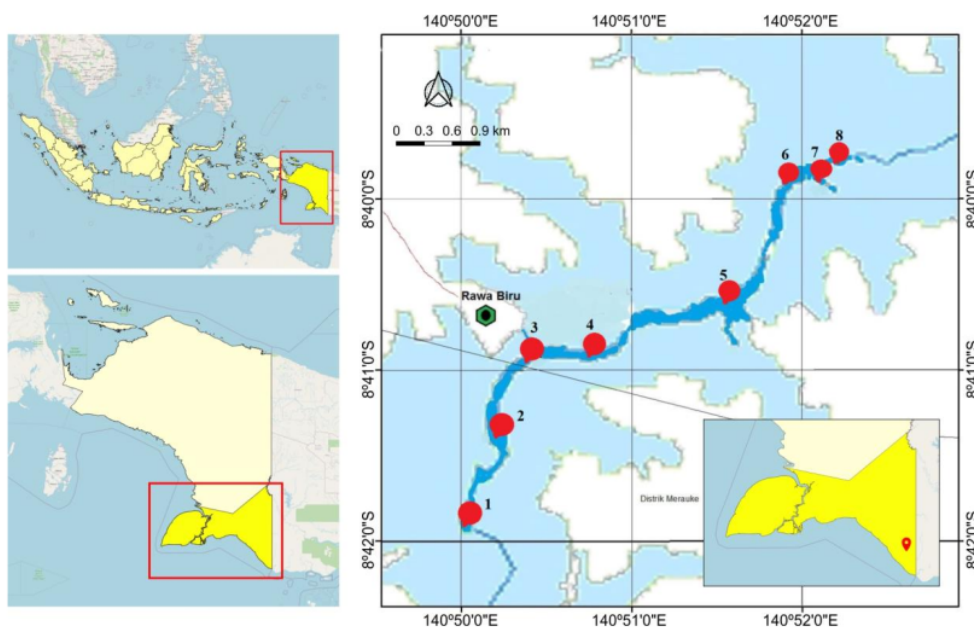 140°50'0"E 140°51'0"E 140°52'0"E
0 0.3 0.6 0.9 km
8
6 7
8°40'0"S 8°40'0"S
5
Rawa Biru
3 4
8°41'0"S 8°41'0"S
2
Distrik Merauke
1
8°42'0"S 8°42'0"S
140°50'0"E 140°51'0"E 140°52'0"E